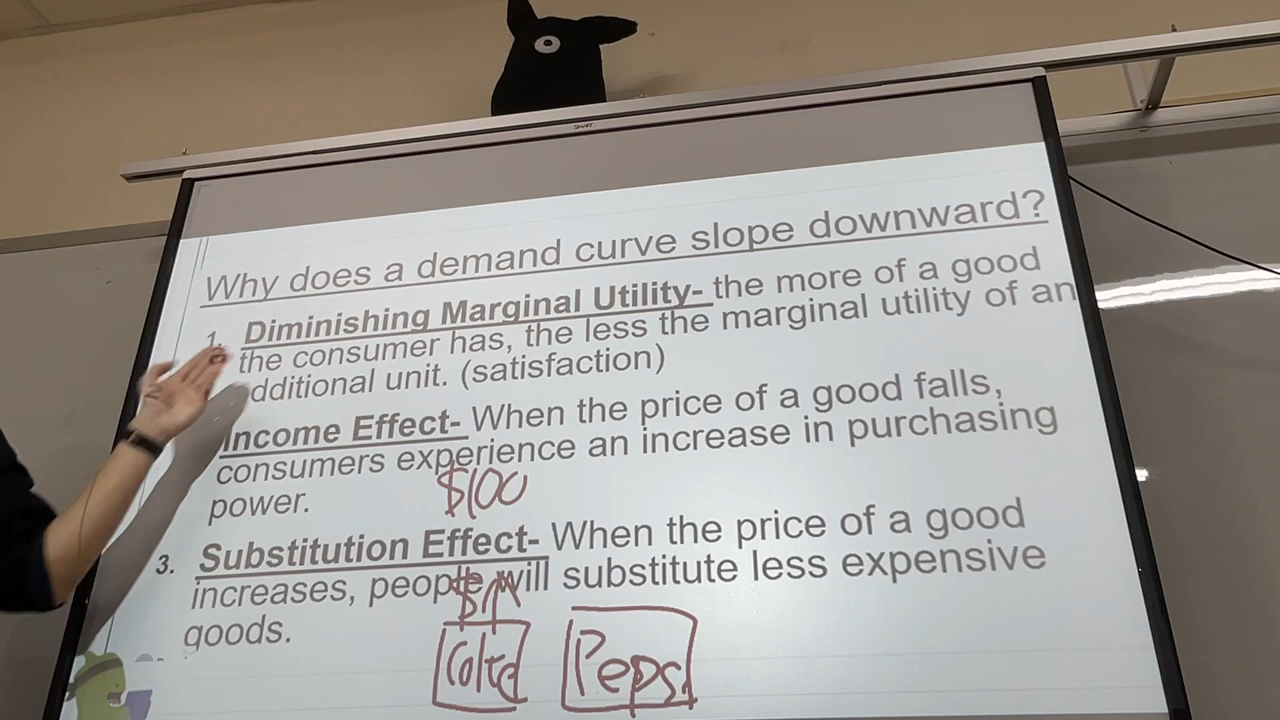 SMART
Why does a demand curve slope downward?
1. Diminishing Marginal Utility- the more of a good
the consumer has, the less the marginal utility of an
dditional unit. (satisfaction)
Income Effect- When the price of a good falls,
consumers experience an increase in purchasing
power.
$100
3. Substitution Effect- When the price of a good
increases, people will substitute less expensive
goods.
$↑
Pepsi